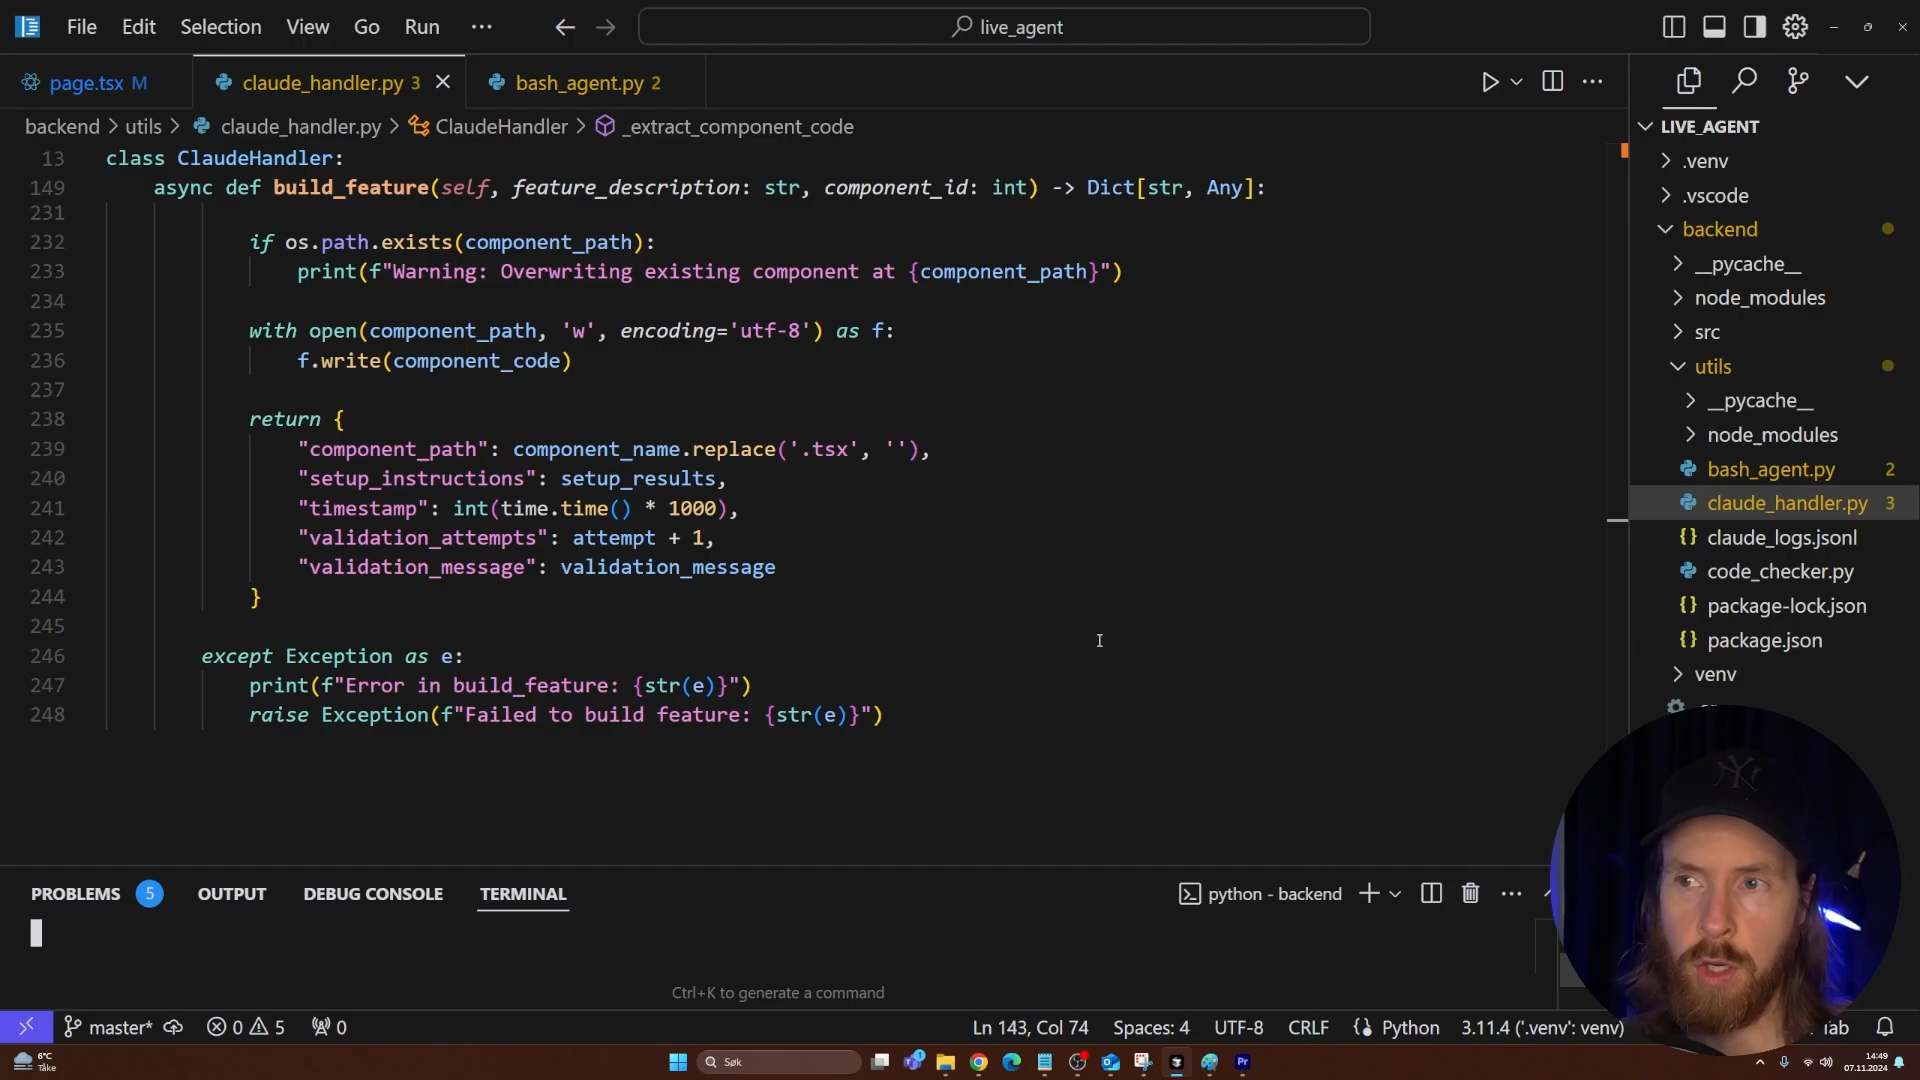 File Edit Selection View Go Run ···
live_agent
page.tsx M
claude_handler.py 3
bash_agent.py 2
backend > utils > claude_handler.py > ClaudeHandler > _extract_component_code
13 class ClaudeHandler:
149 async def build_feature(self, feature_description: str, component_id: int) -> Dict[str, Any]:
231
232 if os.path.exists(component_path):
233 print(f"Warning: Overwriting existing component at {component_path}")
234
235 with open(component_path, 'w', encoding='utf-8') as f:
236 f.write(component_code)
237
238 return {
239 "component_path": component_name.replace('.tsx', ''),
240 "setup_instructions": setup_results,
241 "timestamp": int(time.time() * 1000),
242 "validation_attempts": attempt + 1,
243 "validation_message": validation_message
244 }
245
246 except Exception as e:
247 print(f"Error in build_feature: {str(e)}")
248 raise Exception(f"Failed to build feature: {str(e)}")
LIVE_AGENT
.venv
.vscode
backend
__pycache__
node_modules
src
utils
__pycache__
node_modules
bash_agent.py 2
claude_handler.py 3
claude_logs.jsonl
code_checker.py
package-lock.json
package.json
venv
PROBLEMS 5 OUTPUT DEBUG CONSOLE TERMINAL
python - backend
Ctrl+K to generate a command
master* 0 5 0
Ln 143, Col 74 Spaces: 4 UTF-8 CRLF Python 3.11.4 ('.venv': venv)
6°C
Tåke
Søk
14:49
07.11.2024